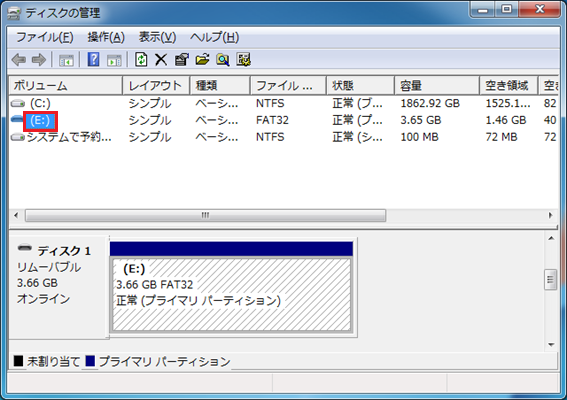 ディスクの管理
ファイル(F) 操作(A) 表示(V) ヘルプ(H)
ボリューム レイアウト 種類 ファイル ... 状態 容量 空き領域 空き
(C:) シンプル ベーシ... NTFS 正常 (ブ... 1862.92 GB 1525.1... 82
(E:) シンプル ベーシ... FAT32 正常 (プ... 3.65 GB 1.46 GB 40
システムで予約... シンプル ベーシ... NTFS 正常 (シ... 100 MB 72 MB 72
ディスク 1
リムーバブル
3.66 GB
オンライン
(E:)
3.66 GB FAT32
正常 (プライマリ パーティション)
未割り当て プライマリ パーティション